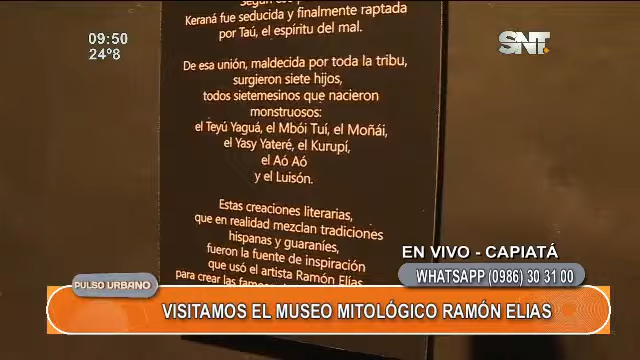 09:50
24°8
SNT
Según
Keraná fue seducida y finalmente raptada
por Taú, el espíritu del mal.
De esa unión, maldecida por toda la tribu,
surgieron siete hijos,
todos sietemesinos que nacieron
monstruosos:
el Teyú Yaguá, el Mbói Tuí, el Moñái,
el Yasy Yateré, el Kurupí,
el Aó Aó
y el Luisón.
Estas creaciones literarias,
que en realidad mezclan tradiciones
hispanas y guaraníes,
fueron la fuente de inspiración
que usó el artista Ramón Elías
para crear las
EN VIVO - CAPIATÁ
WHATSAPP (0986) 30 31 00
PULSO URBANO
VISITAMOS EL MUSEO MITOLÓGICO RAMÓN ELIAS